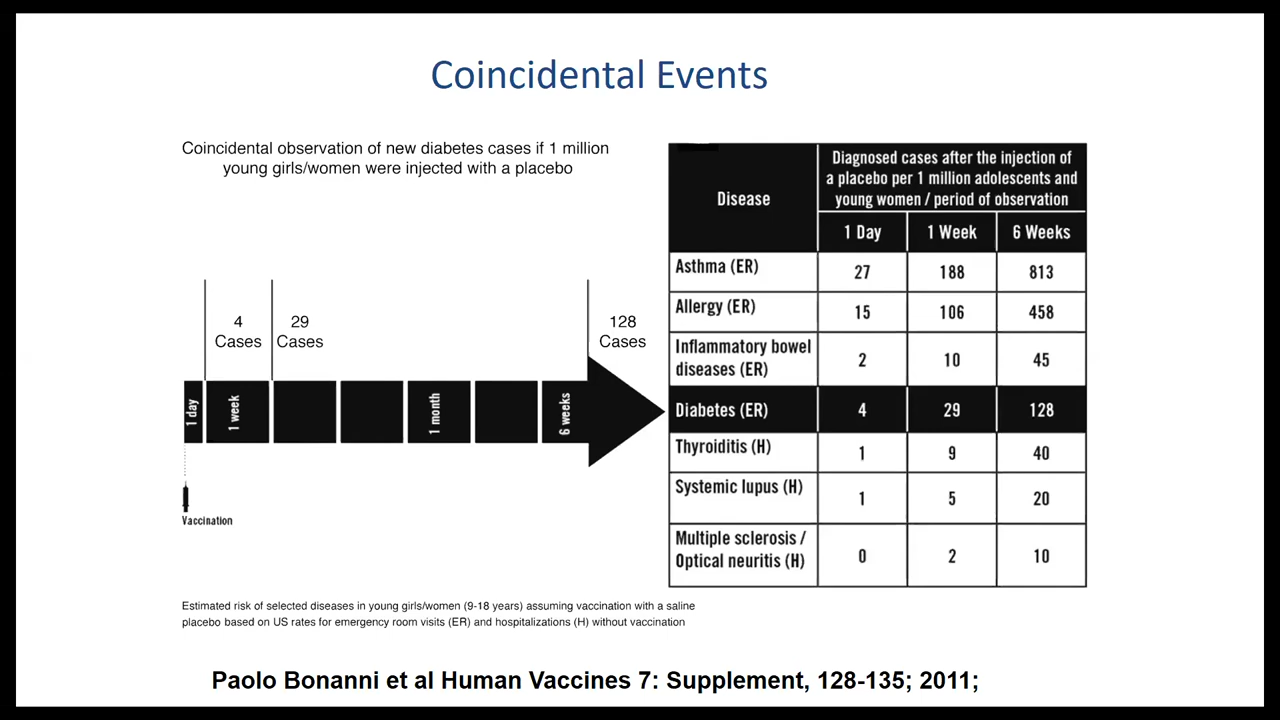 Coincidental Events
Coincidental observation of new diabetes cases if 1 million
young girls/women were injected with a placebo
4
Cases
29
Cases
128
Cases
1 day
1 week
1 month
6 weeks
Vaccination
Disease
Diagnosed cases after the injection of
a placebo per 1 million adolescents and
young women / period of observation
1 Day
1 Week
6 Weeks
Asthma (ER)
27
188
813
Allergy (ER)
15
106
458
Inflammatory bowel
diseases (ER)
2
10
45
Diabetes (ER)
4
29
128
Thyroiditis (H)
1
9
40
Systemic lupus (H)
1
5
20
Multiple sclerosis /
Optical neuritis (H)
0
2
10
Estimated risk of selected diseases in young girls/women (9-18 years) assuming vaccination with a saline
placebo based on US rates for emergency room visits (ER) and hospitalizations (H) without vaccination
Paolo Bonanni et al Human Vaccines 7: Supplement, 128-135; 2011;